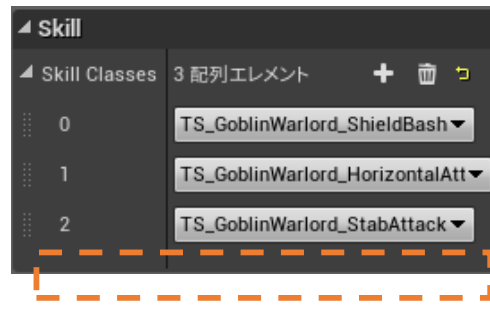 Skill
Skill Classes 3 配列エレメント
0 TS_GoblinWarlord_ShieldBash
1 TS_GoblinWarlord_HorizontalAtt
2 TS_GoblinWarlord_StabAttack